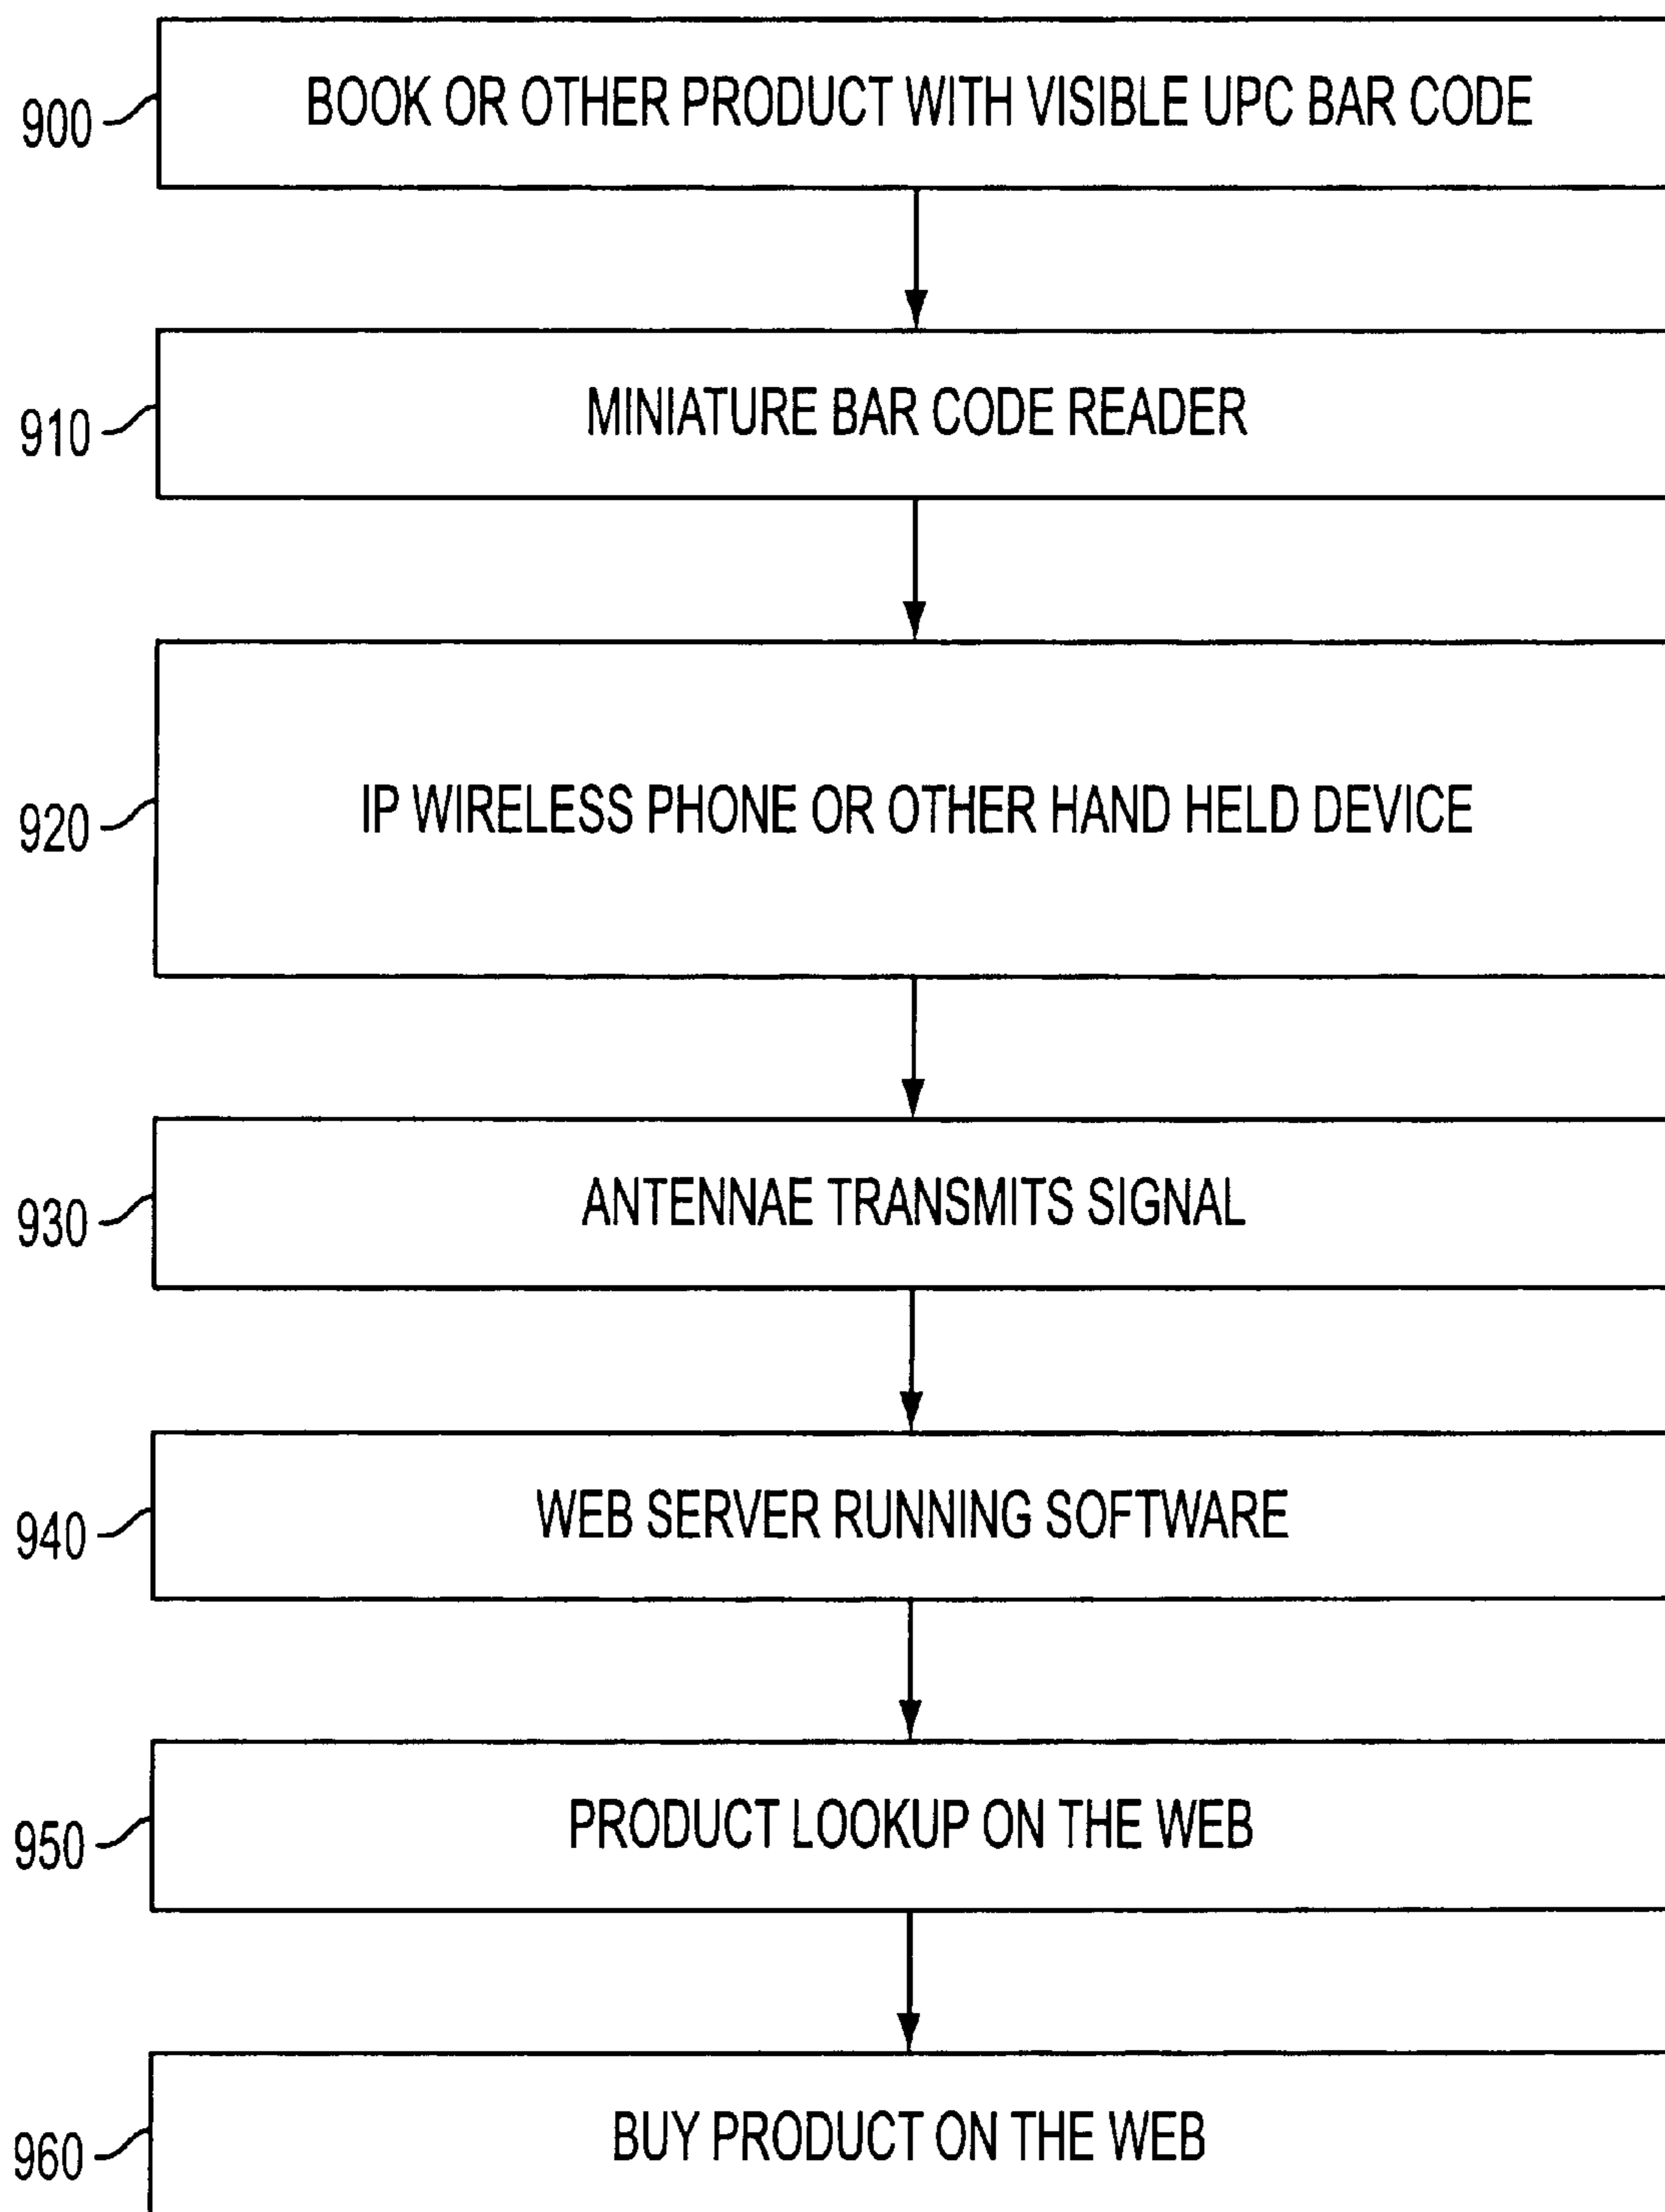 900 BOOK OR OTHER PRODUCT WITH VISIBLE UPC BAR CODE
910 MINIATURE BAR CODE READER
920 IP WIRELESS PHONE OR OTHER HAND HELD DEVICE
930 ANTENNAE TRANSMITS SIGNAL
940 WEB SERVER RUNNING SOFTWARE
950 PRODUCT LOOKUP ON THE WEB
960 BUY PRODUCT ON THE WEB